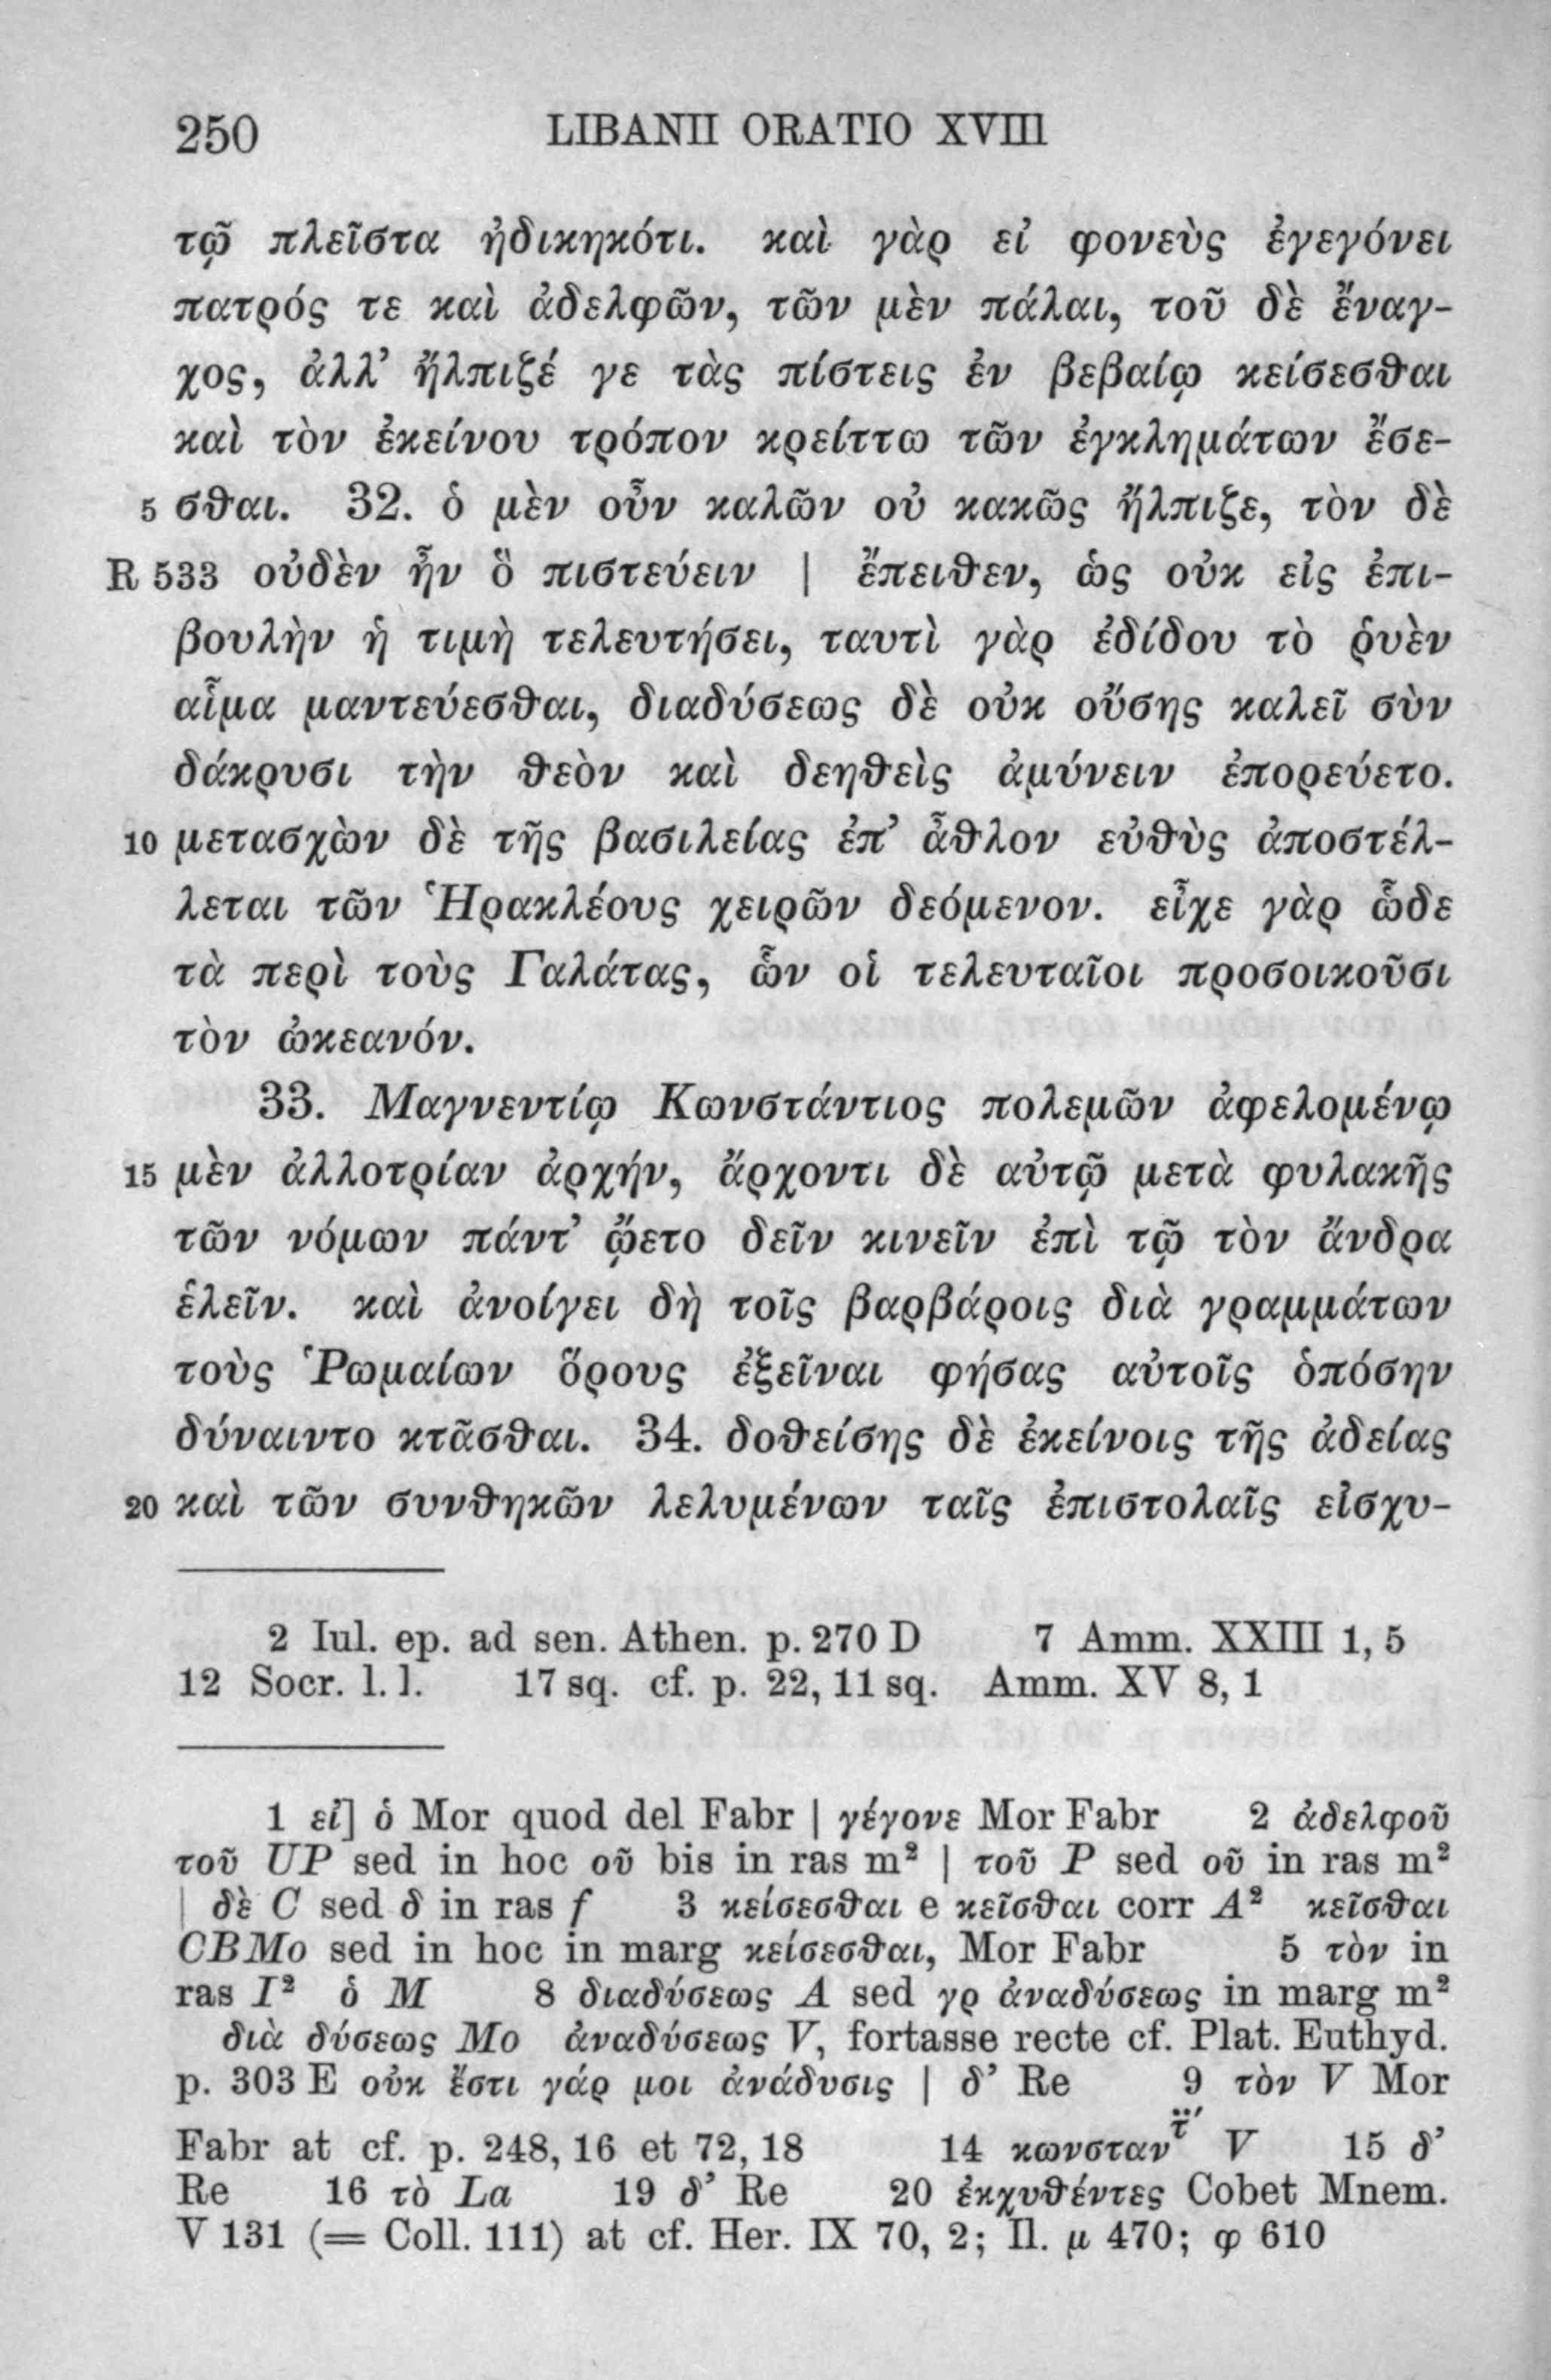 250 LIBANII ORATIO XVIII
τῷ πλεῖστα ἠδικηκότι. καὶ γὰρ εἰ φονεὺς ἐγεγόνει
πατρός τε καὶ ἀδελφῶν, τῶν μὲν πάλαι, τοῦ δὲ ἔναγ-
χος, ἀλλ’ ἤλπιζέ γε τὰς πίστεις ἐν βεβαίῳ κείσεσθαι
καὶ τὸν ἐκείνου τρόπον κρείττω τῶν ἐγκλημάτων ἔσε-
5 σθαι. 32. ὁ μὲν οὖν καλῶν οὐ κακῶς ἤλπιζε, τὸν δὲ
R 533 οὐδὲν ἦν ὃ πιστεύειν | ἔπειθεν, ὡς οὐκ εἰς ἐπι-
βουλὴν ἡ τιμὴ τελευτήσει, ταυτὶ γὰρ ἐδίδου τὸ ῥυὲν
αἷμα μαντεύεσθαι, διαδύσεως δὲ οὐκ οὔσης καλεῖ σὺν
δάκρυσι τὴν θεὸν καὶ δεηθεὶς ἀμύνειν ἐπορεύετο.
10 μετασχὼν δὲ τῆς βασιλείας ἐπ’ ἆθλον εὐθὺς ἀποστέλ-
λεται τῶν Ἡρακλέους χειρῶν δεόμενον. εἶχε γὰρ ὧδε
τὰ περὶ τοὺς Γαλάτας, ὧν οἱ τελευταῖοι προσοικοῦσι
τὸν ὠκεανόν.
33. Μαγνεντίῳ Κωνστάντιος πολεμῶν ἀφελομένῳ
15 μὲν ἀλλοτρίαν ἀρχήν, ἄρχοντι δὲ αὐτῷ μετὰ φυλακῆς
τῶν νόμων πάντ’ ᾤετο δεῖν κινεῖν ἐπὶ τῷ τὸν ἄνδρα
ἑλεῖν. καὶ ἀνοίγει δὴ τοῖς βαρβάροις διὰ γραμμάτων
τοὺς Ῥωμαίων ὅρους ἐξεῖναι φήσας αὐτοῖς ὁπόσην
δύναιντο κτᾶσθαι. 34. δοθείσης δὲ ἐκείνοις τῆς ἀδείας
20 καὶ τῶν συνθηκῶν λελυμένων ταῖς ἐπιστολαῖς εἰσχυ-
2 Iul. ep. ad sen. Athen. p. 270 D 7 Amm. XXIII 1, 5
12 Socr. l. l. 17 sq. cf. p. 22, 11 sq. Amm. XV 8, 1
1 εἰ] ὁ Mor quod del Fabr | γέγονε Mor Fabr 2 ἀδελφοῦ
τοῦ UP sed in hoc οῦ bis in ras m² | τοῦ P sed οῦ in ras m²
| δὲ C sed δ in ras f 3 κείσεσθαι e κεῖσθαι corr A² κεῖσθαι
CBMo sed in hoc in marg κείσεσθαι, Mor Fabr 5 τὸν in
ras I² ὁ M 8 διαδύσεως A sed γρ ἀναδύσεως in marg m²
διὰ δύσεως Mo ἀναδύσεως V, fortasse recte cf. Plat. Euthyd.
p. 303 E οὐκ ἔστι γάρ μοι ἀνάδυσις | δ’ Re 9 τὸν V Mor
Fabr at cf. p. 248, 16 et 72, 18 14 κωνσταντ̈́ V 15 δ’
Re 16 τὸ La 19 δ’ Re 20 ἐκχυθέντες Cobet Mnem.
V 131 (= Coll. 111) at cf. Her. IX 70, 2; Il. μ 470; φ 610